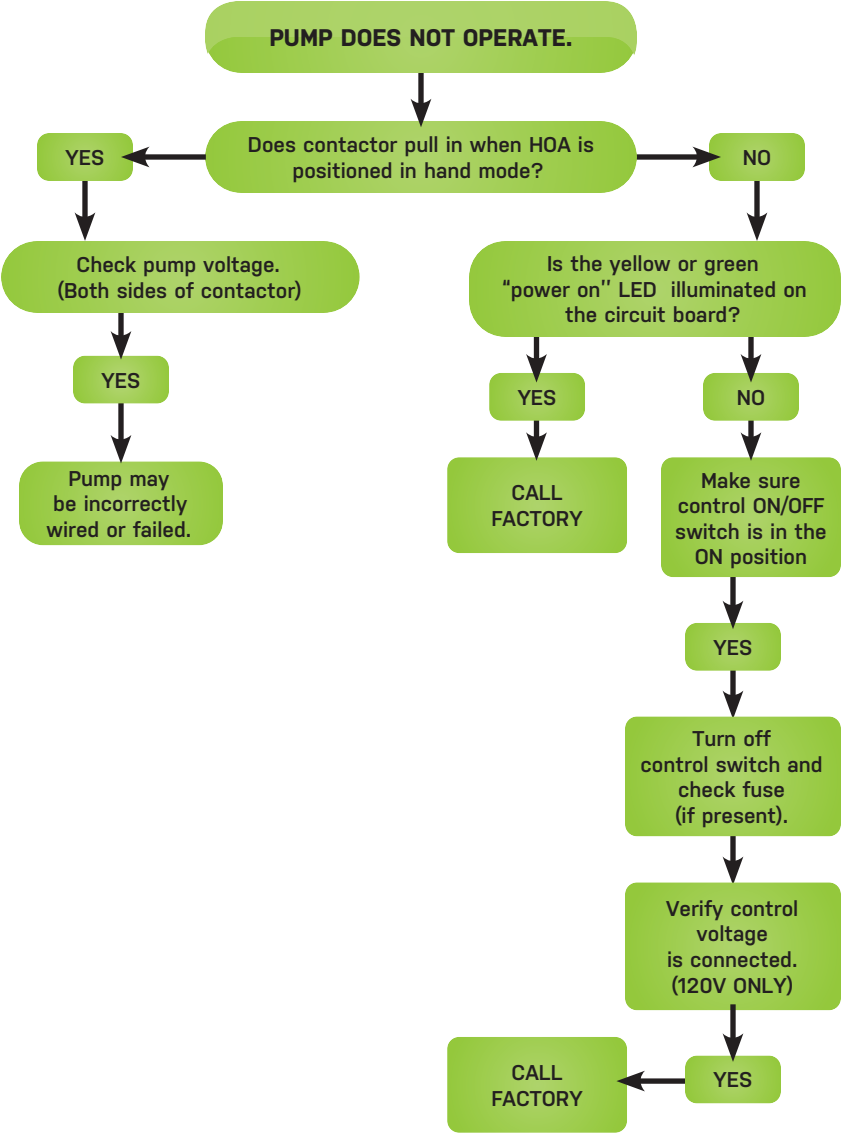 PUMP DOES NOT OPERATE.
Does contactor pull in when HOA is
positioned in hand mode?
YES
NO
Check pump voltage.
(Both sides of contactor)
YES
Pump may
be incorrectly
wired or failed.
Is the yellow or green
“power on’’ LED illuminated on
the circuit board?
YES
CALL
FACTORY
NO
Make sure
control ON/OFF
switch is in the
ON position
YES
Turn off
control switch and
check fuse
(if present).
Verify control
voltage
is connected.
(120V ONLY)
YES
CALL
FACTORY